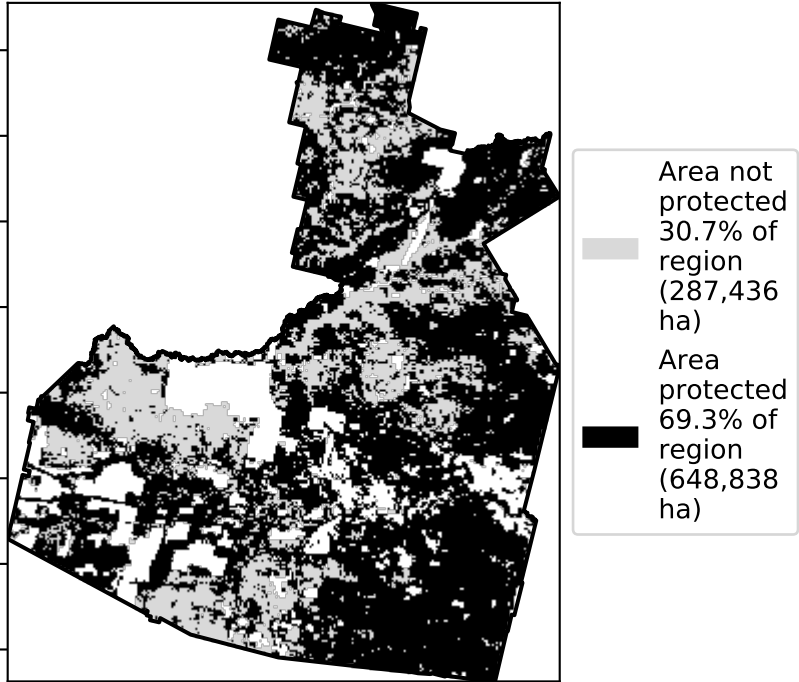 Area not
protected
30.7% of
region
(287,436
ha)
Area
protected
69.3% of
region
(648,838
ha)